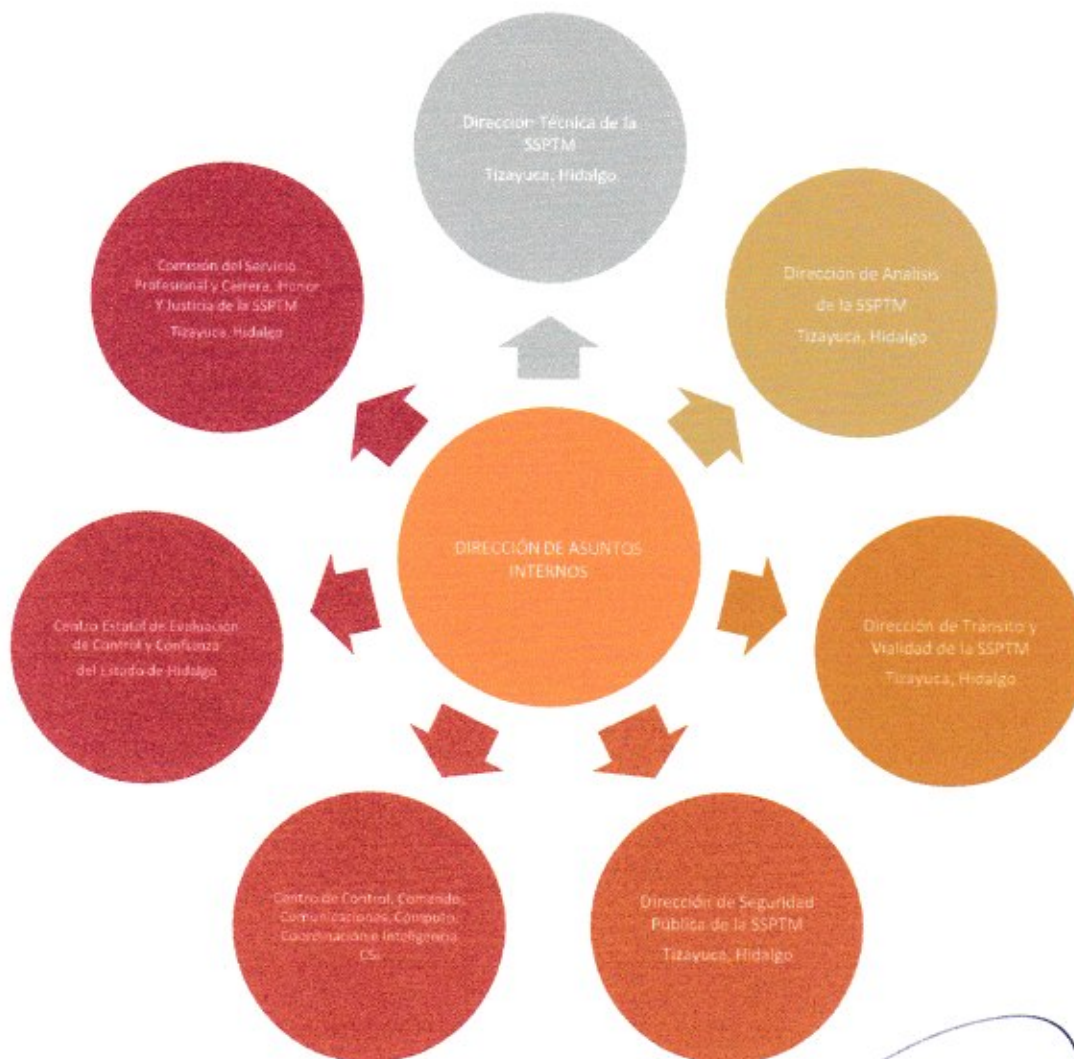 Dirección Técnica de la
SSPTM
Tizayuca, Hidalgo
Dirección de Análisis
de la SSPTM
Tizayuca, Hidalgo
Dirección de Tránsito y
Vialidad de la SSPTM
Tizayuca, Hidalgo
Dirección de Seguridad
Pública de la SSPTM
Tizayuca, Hidalgo
Centro de Control, Comando,
Comunicaciones, Cómputo,
Coordinación e Inteligencia
Centro Estatal de Evaluación
de Control y Confianza
del Estado de Hidalgo
Comisión del Servicio
Profesional y Carrera, Honor
Y Justicia de la SSPTM
Tizayuca, Hidalgo
DIRECCIÓN DE ASUNTOS
INTERNOS